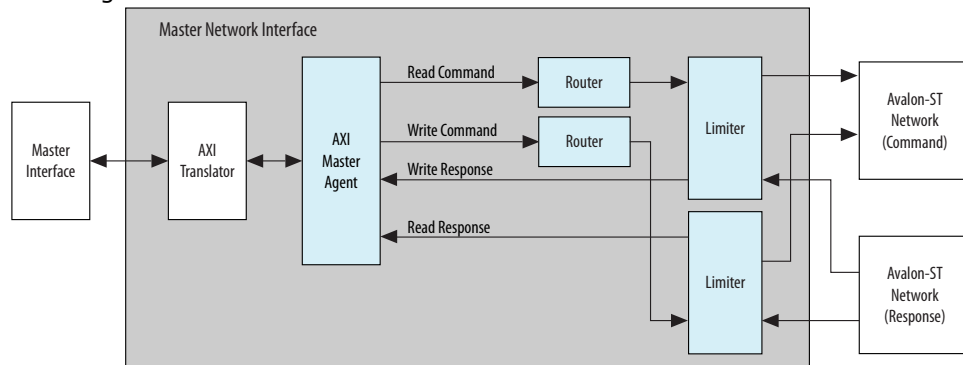 Master Network Interface
Master
Interface
AXI
Translator
AXI
Master
Agent
Read Command
Write Command
Write Response
Read Response
Router
Router
Limiter
Limiter
Avalon-ST
Network
(Command)
Avalon-ST
Network
(Response)